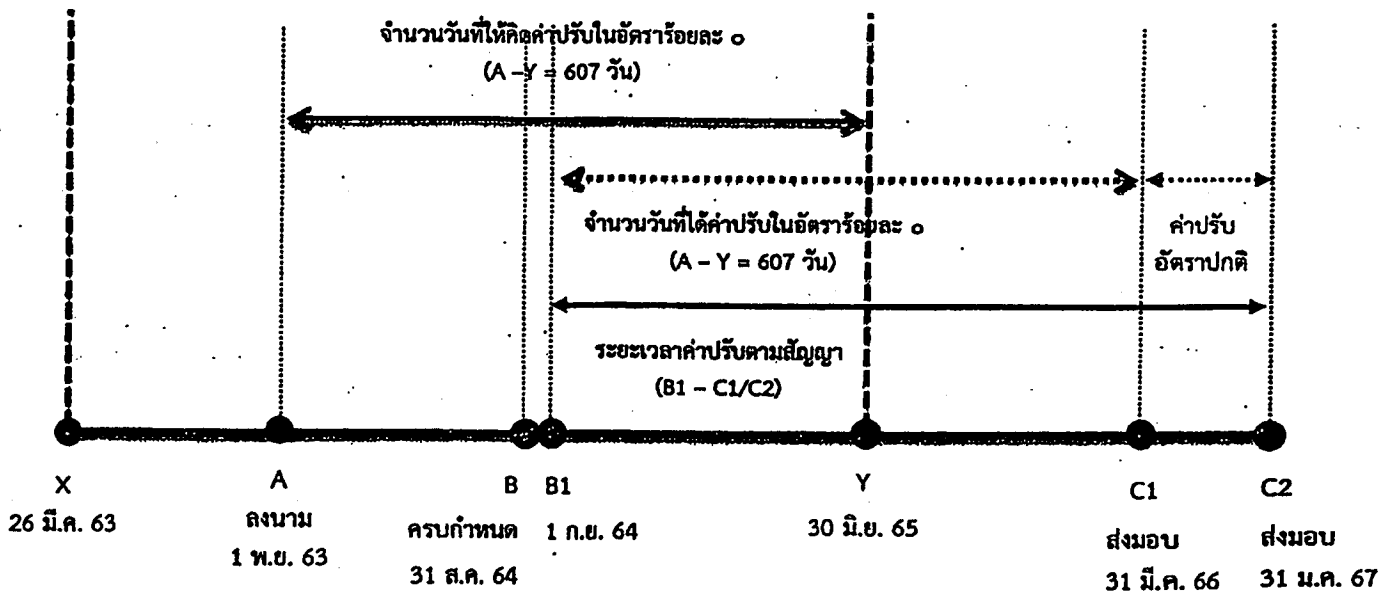 จำนวนวันที่ให้คิดค่าปรับในอัตราร้อยละ ๐
(A –Y = 607 วัน)
จำนวนวันที่ได้ค่าปรับในอัตราร้อยละ ๐
(A – Y = 607 วัน)
ค่าปรับ
อัตราปกติ
ระยะเวลาค่าปรับตามสัญญา
(B1 – C1/C2)
X
26 มี.ค. 63
A
ลงนาม
1 พ.ย. 63
B
ครบกำหนด
31 ส.ค. 64
B1
1 ก.ย. 64
Y
30 มิ.ย. 65
C1
ส่งมอบ
31 มี.ค. 66
C2
ส่งมอบ
31 ม.ค. 67